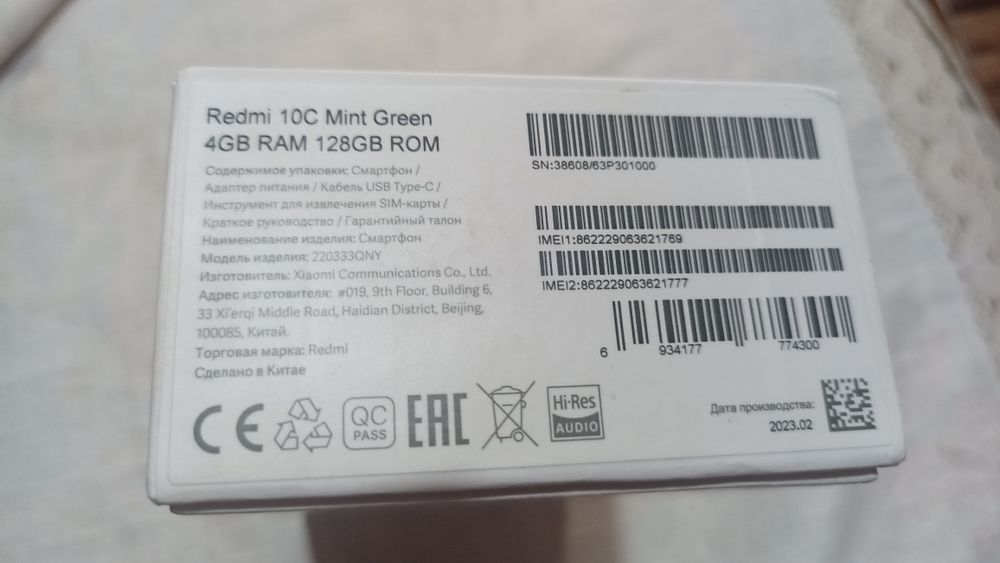 Redmi 10C Mint Green
4GB RAM 128GB ROM
Содержимое упаковки: Смартфон /
Адаптер питания / Кабель USB Type-C /
Инструмент для извлечения SIM-карты /
Краткое руководство / Гарантийный талон
Наименование изделия: Смартфон
Модель изделия: 220333QNY
Изготовитель: Xiaomi Communications Co., Ltd.
Адрес изготовителя: #019, 9th Floor, Building 6,
33 Xi'erqi Middle Road, Haidian District, Beijing,
100085, Китай.
Торговая марка: Redmi
Сделано в Китае
SN:38608/63P301000
IMEI1:862229063621769
IMEI2:862229063621777
6 934177 774300
CE
QC
PASS
EAC
Hi-Res
AUDIO
Дата производства:
2023.02